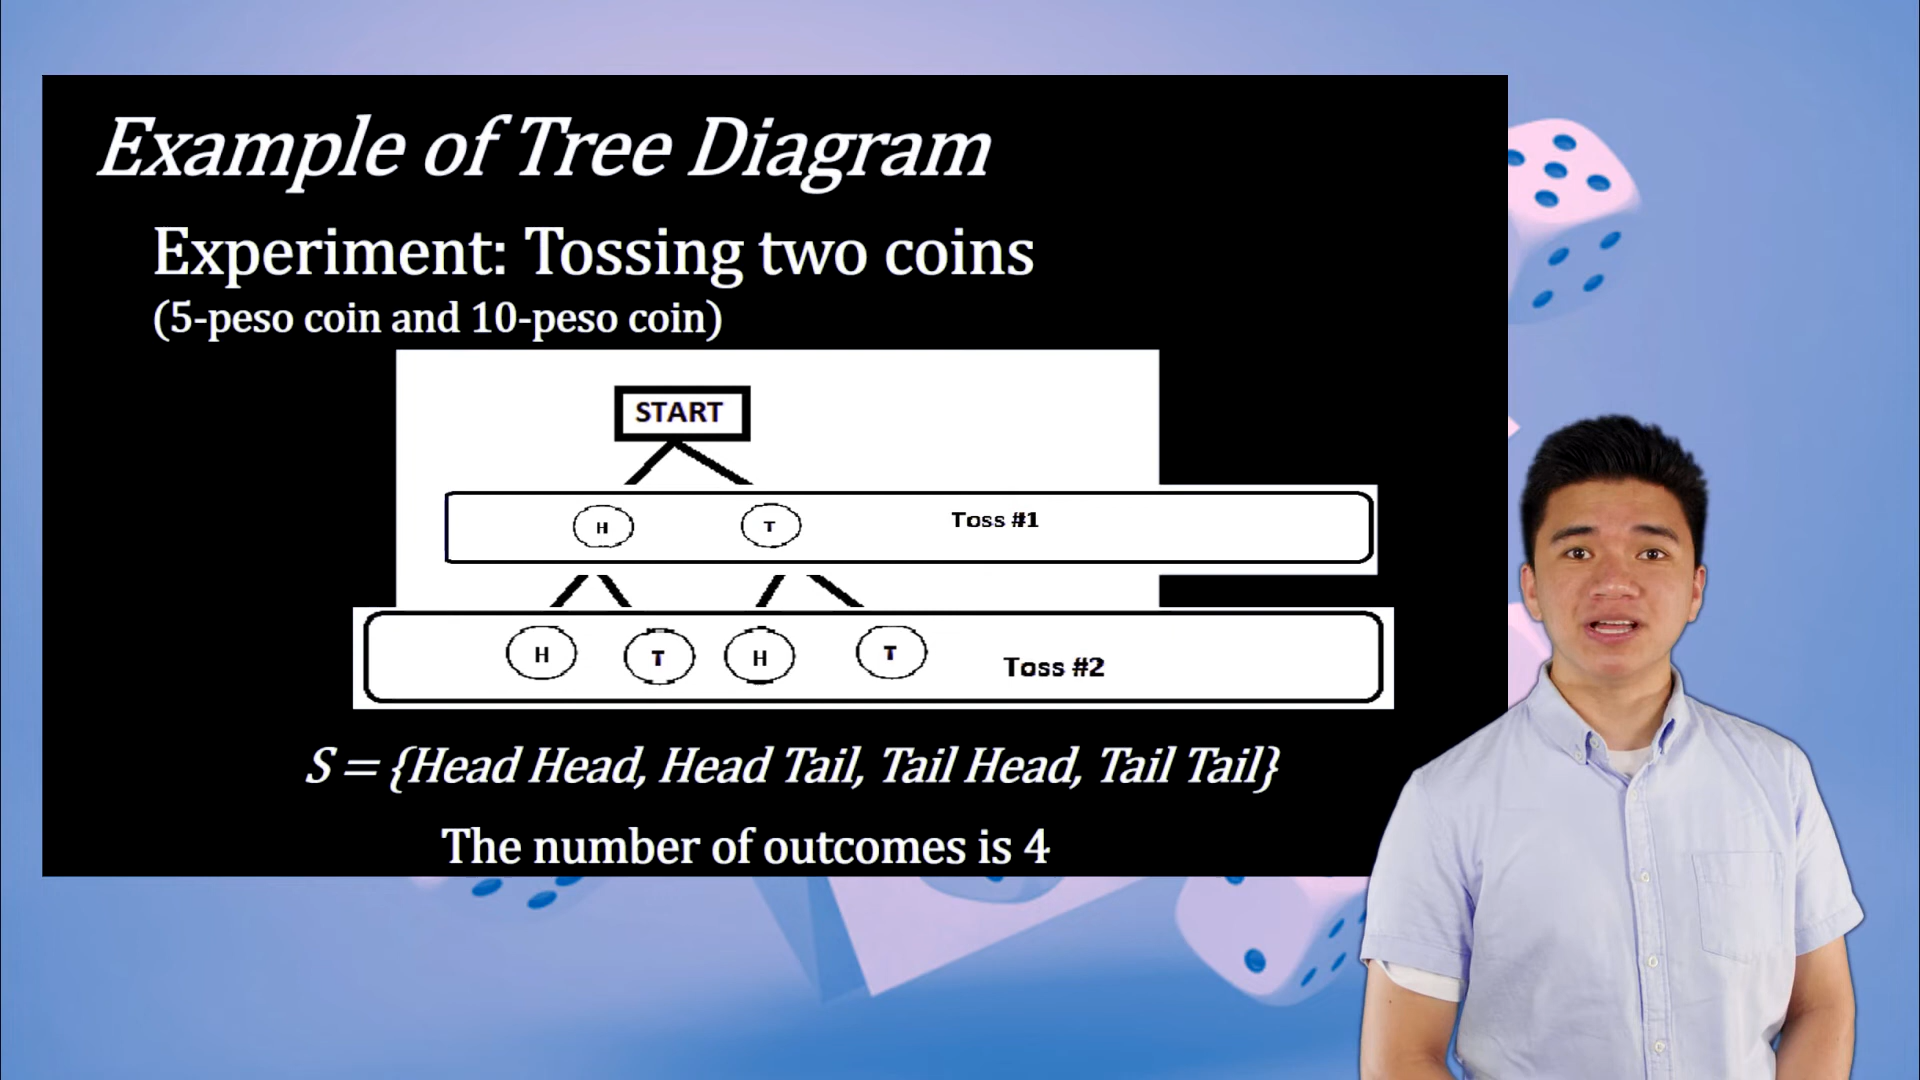 Example of Tree Diagram
Experiment: Tossing two coins
(5-peso coin and 10-peso coin)
START
H T Toss #1
H T H T Toss #2
S = {Head Head, Head Tail, Tail Head, Tail Tail}
The number of outcomes is 4